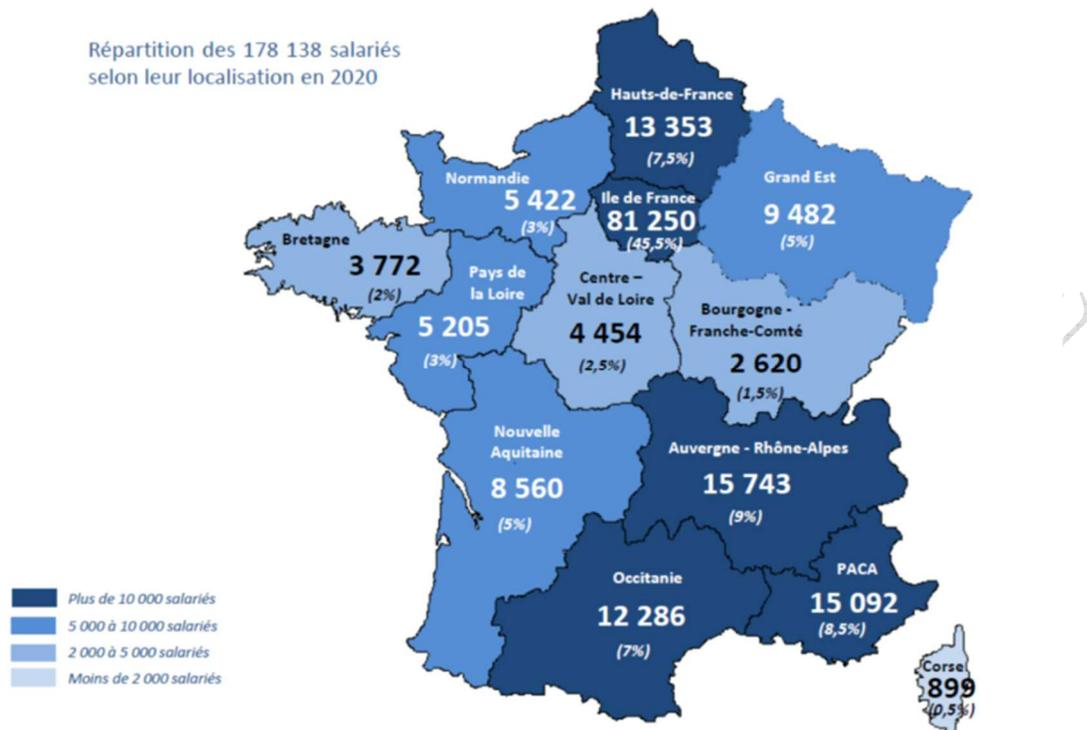 Répartition des 178 138 salariés
selon leur localisation en 2020
Hauts-de-France
13 353
(7,5%)
Normandie
5 422
(3%)
Ile de France
81 250
(45,5%)
Grand Est
9 482
(5%)
Bretagne
3 772
(2%)
Pays de
la Loire
5 205
(3%)
Centre –
Val de Loire
4 454
(2,5%)
Bourgogne -
Franche-Comté
2 620
(1,5%)
Nouvelle
Aquitaine
8 560
(5%)
Auvergne - Rhône-Alpes
15 743
(9%)
Occitanie
12 286
(7%)
PACA
15 092
(8,5%)
Corse
899
(0,5%)
Plus de 10 000 salariés
5 000 à 10 000 salariés
2 000 à 5 000 salariés
Moins de 2 000 salariés